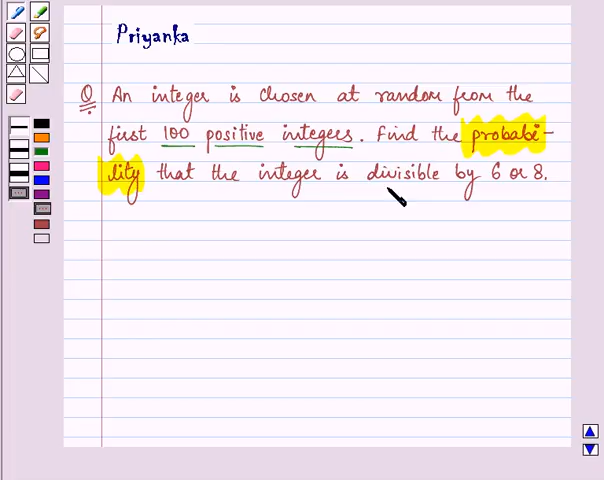 Priyanka
Q An integer is chosen at random from the
first 100 positive integers. Find the probabi-
lity that the integer is divisible by 6 or 8.